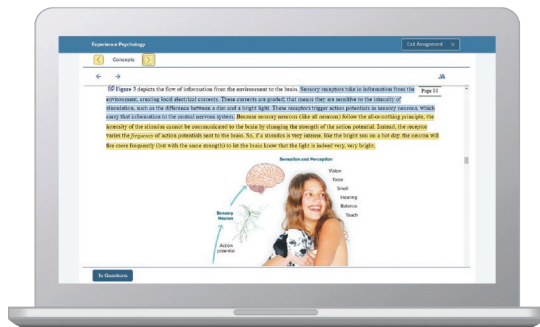 Experience Psychology
Exit Assignment X
Concepts
Page 11
Figure 3 depicts the flow of information from the environment to the brain. Sensory receptors take in information from the
environment, creating local electrical currents. These currents are graded; that means they are sensitive to the intensity of
stimulation, such as the difference between a dim and a bright light. These receptors trigger action potentials in sensory neurons, which
carry that information to the central nervous system. Because sensory neurons (like all neurons) follow the all-or-nothing principle, the
intensity of the stimulus cannot be communicated to the brain by changing the strength of the action potential. Instead, the receptor
varies the frequency of action potentials sent to the brain. So, if a stimulus is very intense, like the bright sun on a hot day, the neuron will
fire more frequently (but with the same strength) to let the brain know that the light is indeed very, very bright.
Sensation and Perception
Vision
Taste
Smell
Hearing
Balance
Touch
Sensory
Neuron
Action
potential
To Questions